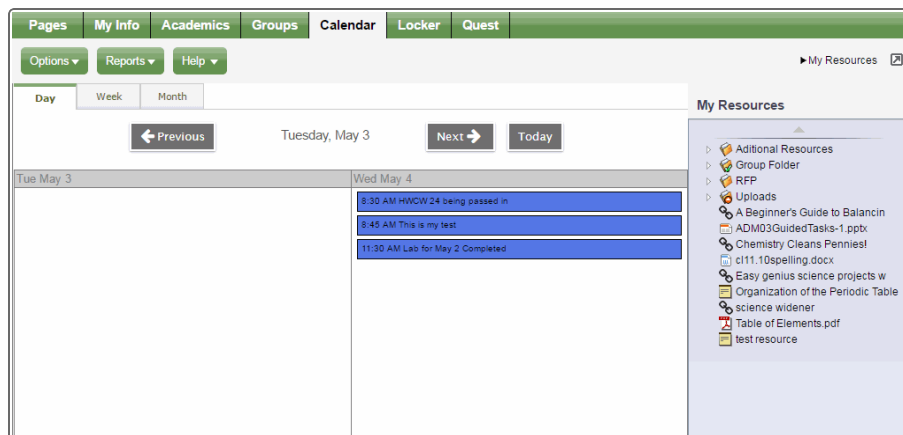 Pages My Info Academics Groups Calendar Locker Quest
Options Reports Help
My Resources
Day Week Month
My Resources
Previous Tuesday, May 3 Next Today
Tue May 3 Wed May 4
8:30 AM HWCW 24 being passed in
8:45 AM This is my test
11:30 AM Lab for May 2 Completed
Aditional Resources
Group Folder
RFP
Uploads
A Beginner's Guide to Balancin
ADM03GuidedTasks-1.pptx
Chemistry Cleans Pennies!
cl11.10spelling.docx
Easy genius science projects w
Organization of the Periodic Table
science widener
Table of Elements.pdf
test resource